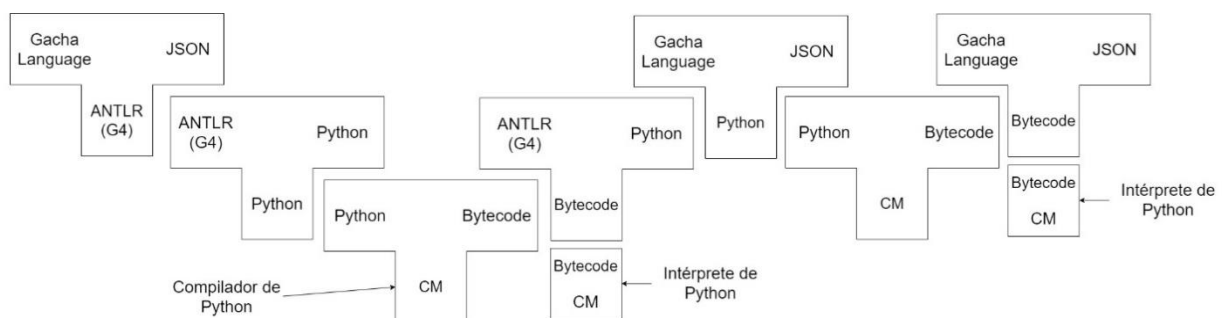 Gacha
Language
JSON
ANTLR
(G4)
ANTLR
(G4)
Python
Python
Python
Bytecode
CM
Compilador de
Python
ANTLR
(G4)
Python
Bytecode
Bytecode
CM
Intérprete de
Python
Gacha
Language
JSON
Python
Python
Bytecode
CM
Gacha
Language
JSON
Bytecode
Bytecode
CM
Intérprete de
Python